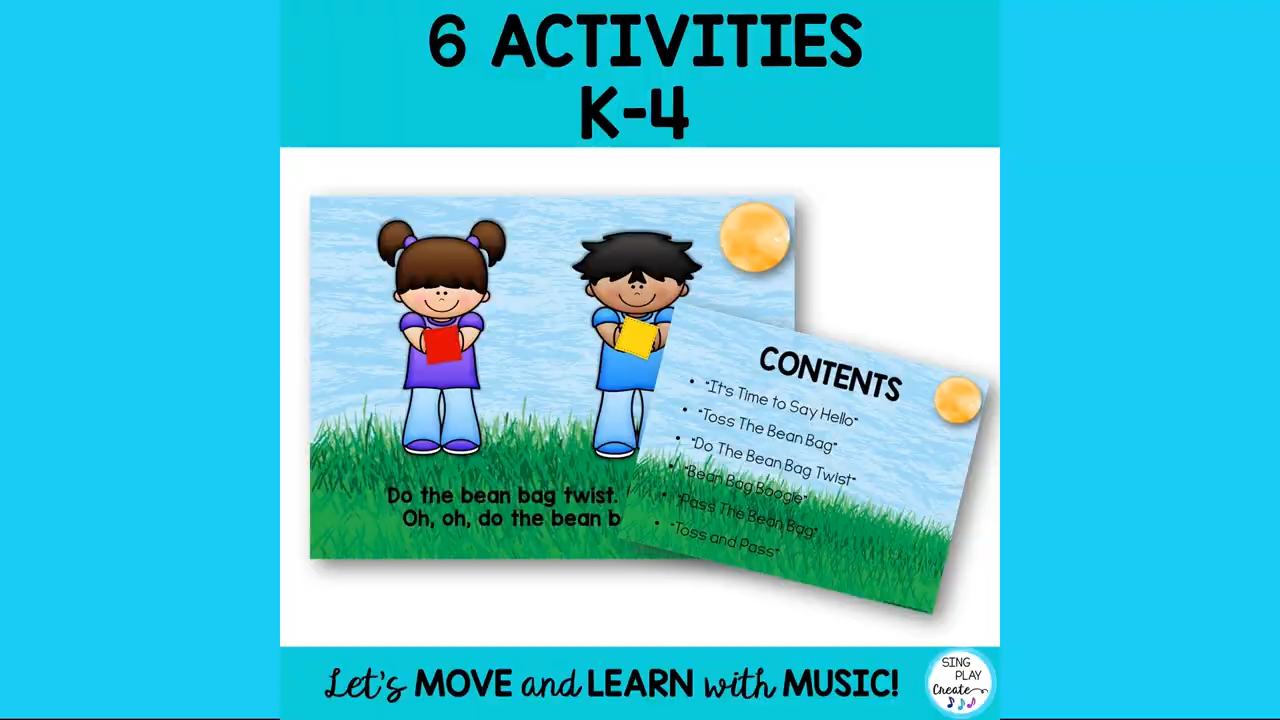 6 ACTIVITIES
K-4
CONTENTS
• "It's Time to Say Hello"
• "Toss The Bean Bag"
• "Do The Bean Bag Twist"
• "Bean Bag Boogie"
• "Pass The Bean Bag"
• "Toss and Pass"
Do the bean bag twist.
Oh, oh, do the bean b
Let's MOVE and LEARN with MUSIC!
SING
PLAY
Create